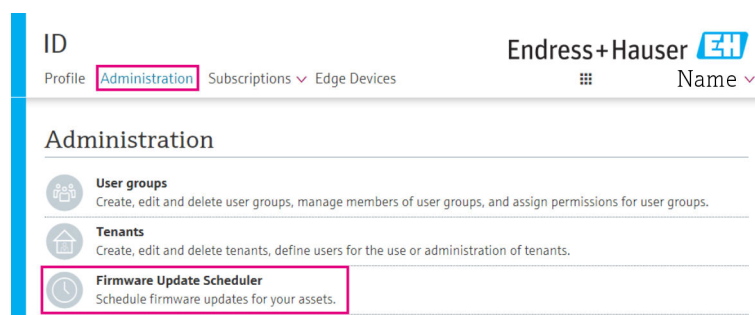 ID
Endress+Hauser EH
Profile Administration Subscriptions Edge Devices Name
Administration
User groups
Create, edit and delete user groups, manage members of user groups, and assign permissions for user groups.
Tenants
Create, edit and delete tenants, define users for the use or administration of tenants.
Firmware Update Scheduler
Schedule firmware updates for your assets.